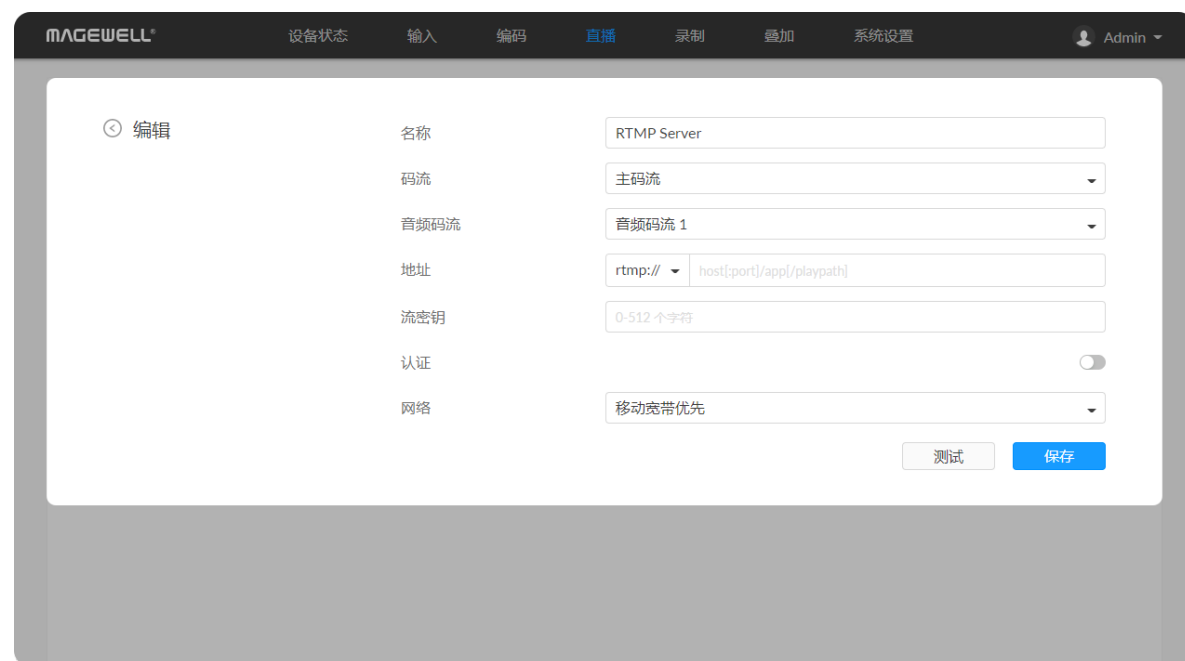 MAGEWELL®
设备状态 输入 编码 直播 录制 叠加 系统设置 Admin
编辑
名称 RTMP Server
码流 主码流
音频码流 音频码流 1
地址 rtmp:// host[:port]/app[/playpath]
流密钥 0-512 个字符
认证
网络 移动宽带优先
测试 保存